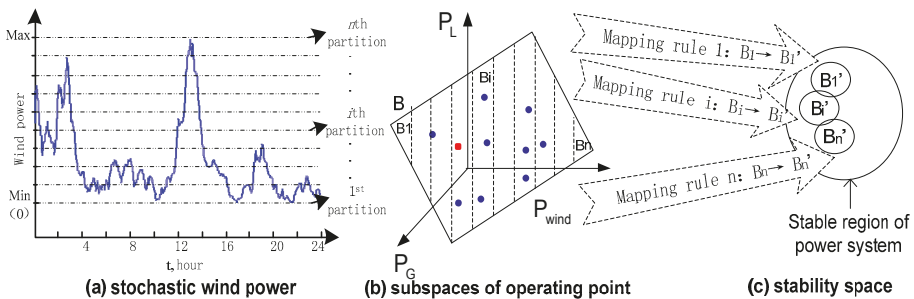 Max
Wind power
Min
(0)
4
8
12
16
20
24
t, hour
nth
partition
.
.
ith
partition
.
.
1st
partition
(a) stochastic wind power
PL
B
B1
Bi
Bn
Pwind
PG
(b) subspaces of operating point
Mapping rule 1: B1→ B1'
Mapping rule i: Bi→ Bi'
Mapping rule n: Bn→ Bn'
B1'
Bi'
Bn'
Stable region of
power system
(c) stability space